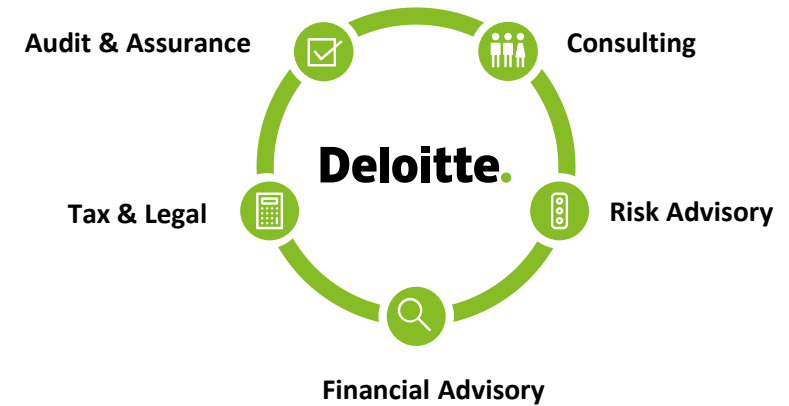 Audit & Assurance
Consulting
Deloitte.
Tax & Legal
Risk Advisory
Financial Advisory